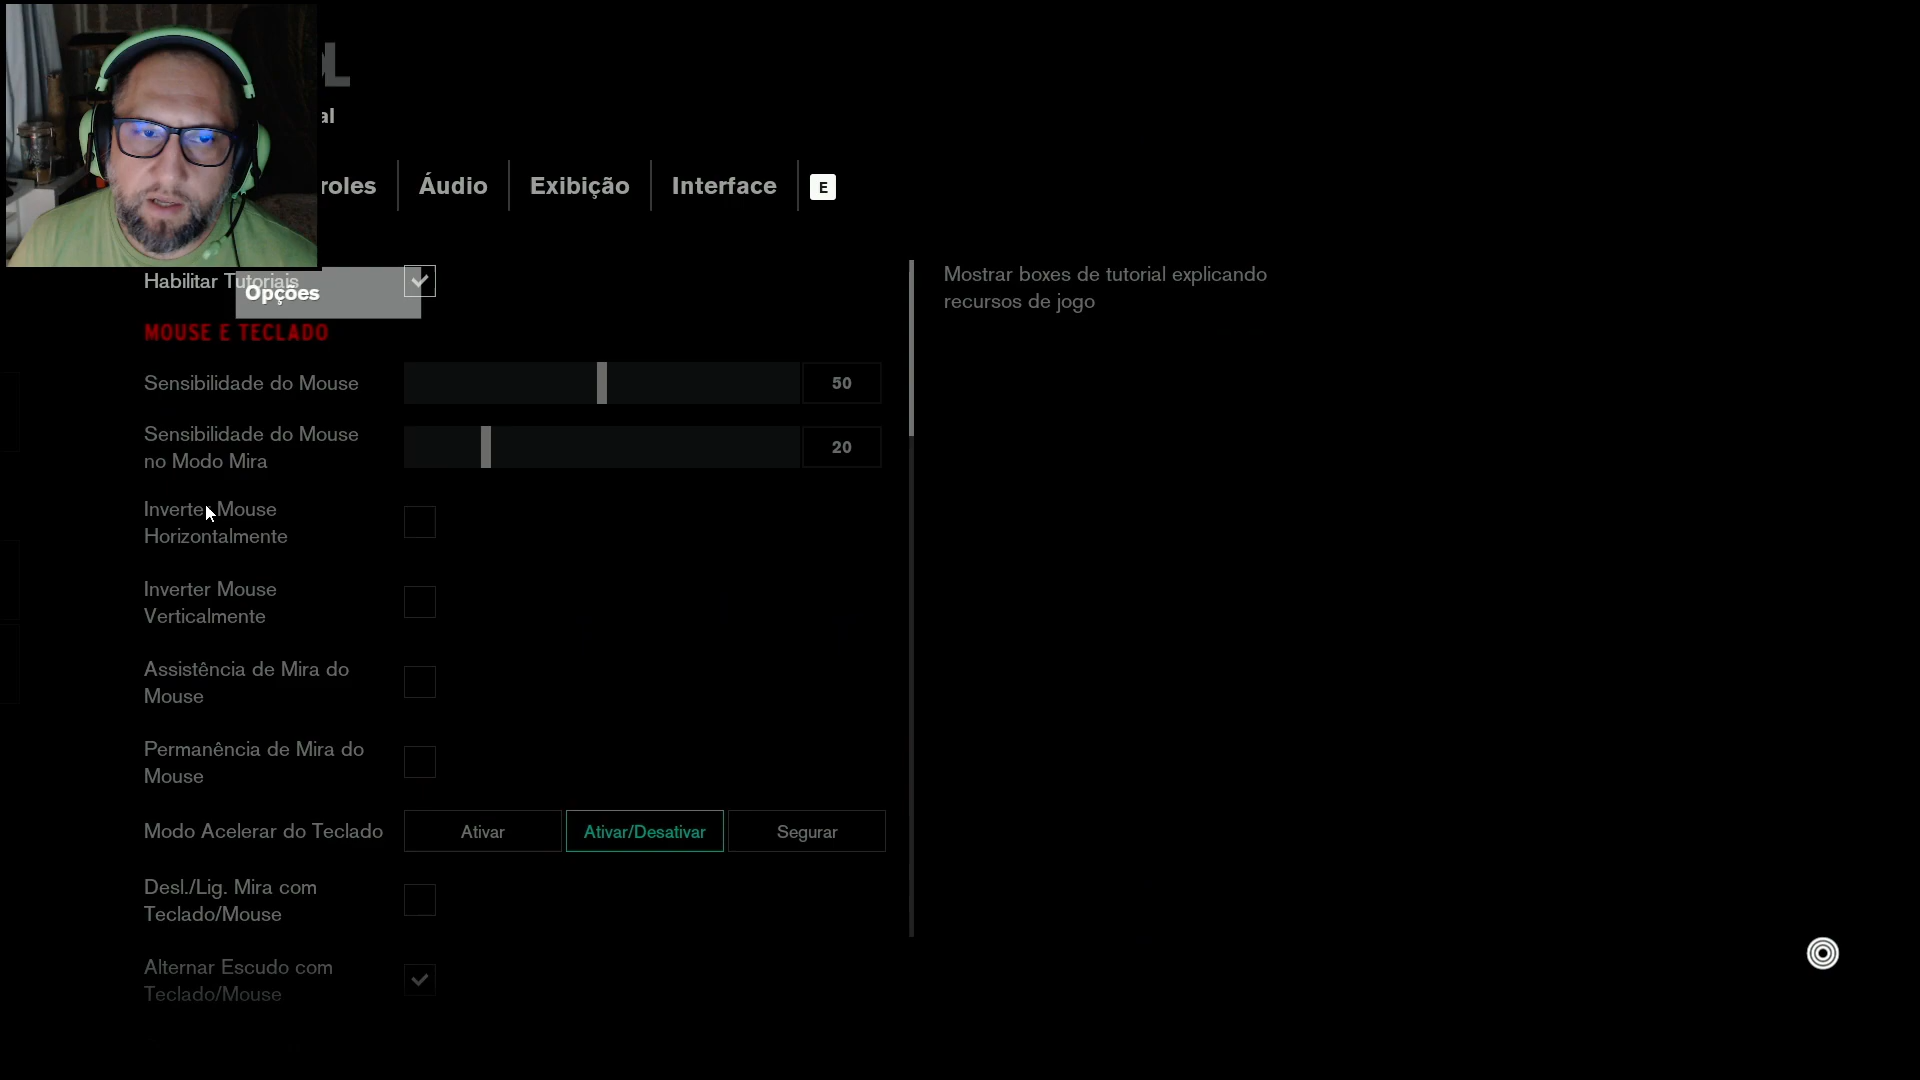 L
al
roles
Áudio
Exibição
Interface
E
Habilitar Tutoriais
Opções
Mostrar boxes de tutorial explicando
recursos de jogo
MOUSE E TECLADO
Sensibilidade do Mouse
50
Sensibilidade do Mouse
no Modo Mira
20
Inverter Mouse
Horizontalmente
Inverter Mouse
Verticalmente
Assistência de Mira do
Mouse
Permanência de Mira do
Mouse
Modo Acelerar do Teclado
Ativar
Ativar/Desativar
Segurar
Desl./Lig. Mira com
Teclado/Mouse
Alternar Escudo com
Teclado/Mouse